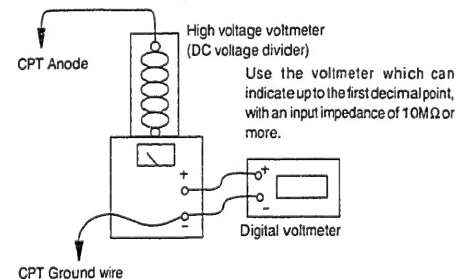 High voltage voltmeter
(DC voltage divider)
CPT Anode
Use the voltmeter which can
indicate up to the first decimal point,
with an input impedance of 10MΩ or
more.
+
+
-
-
Digital voltmeter
CPT Ground wire